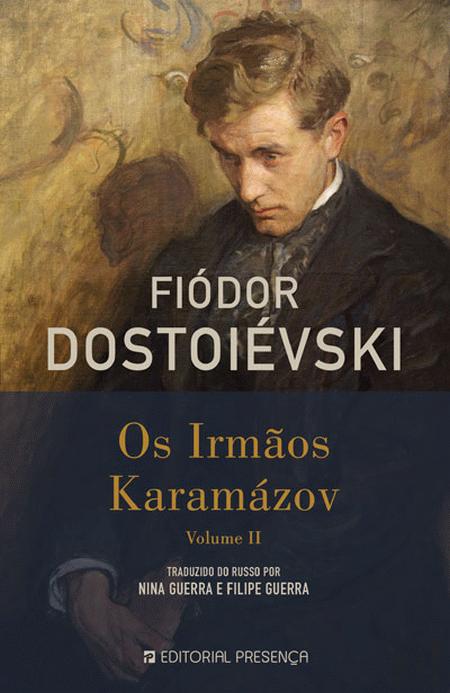 FIÓDOR
DOSTOIÉVSKI
Os Irmãos
Karamázov
Volume II
TRADUZIDO DO RUSSO POR
NINA GUERRA E FILIPE GUERRA
EDITORIAL PRESENÇA